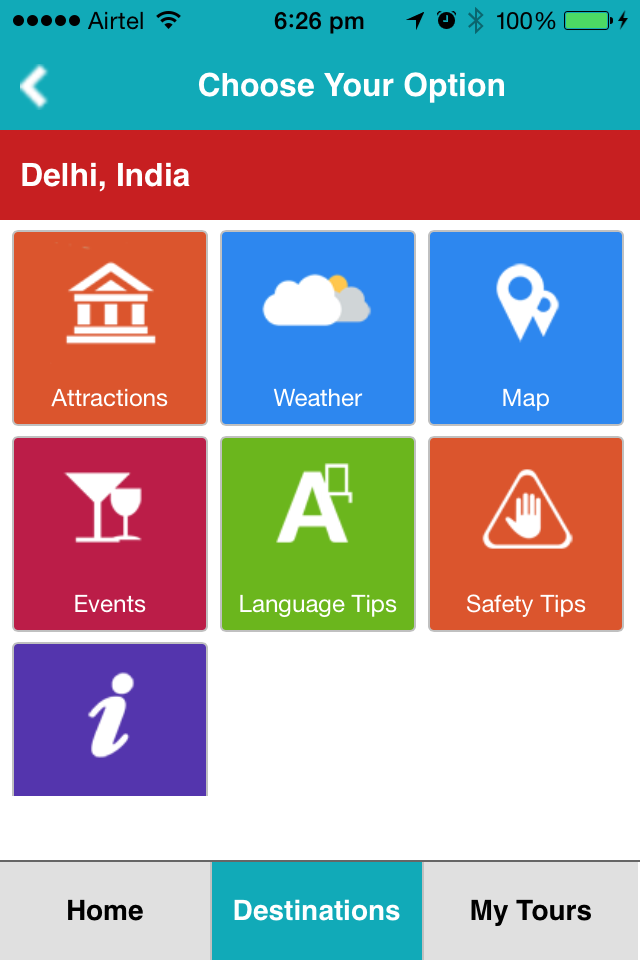 Airtel 6:26 pm 100%
Choose Your Option
Delhi, India
Attractions Weather Map
Events Language Tips Safety Tips
Home Destinations My Tours